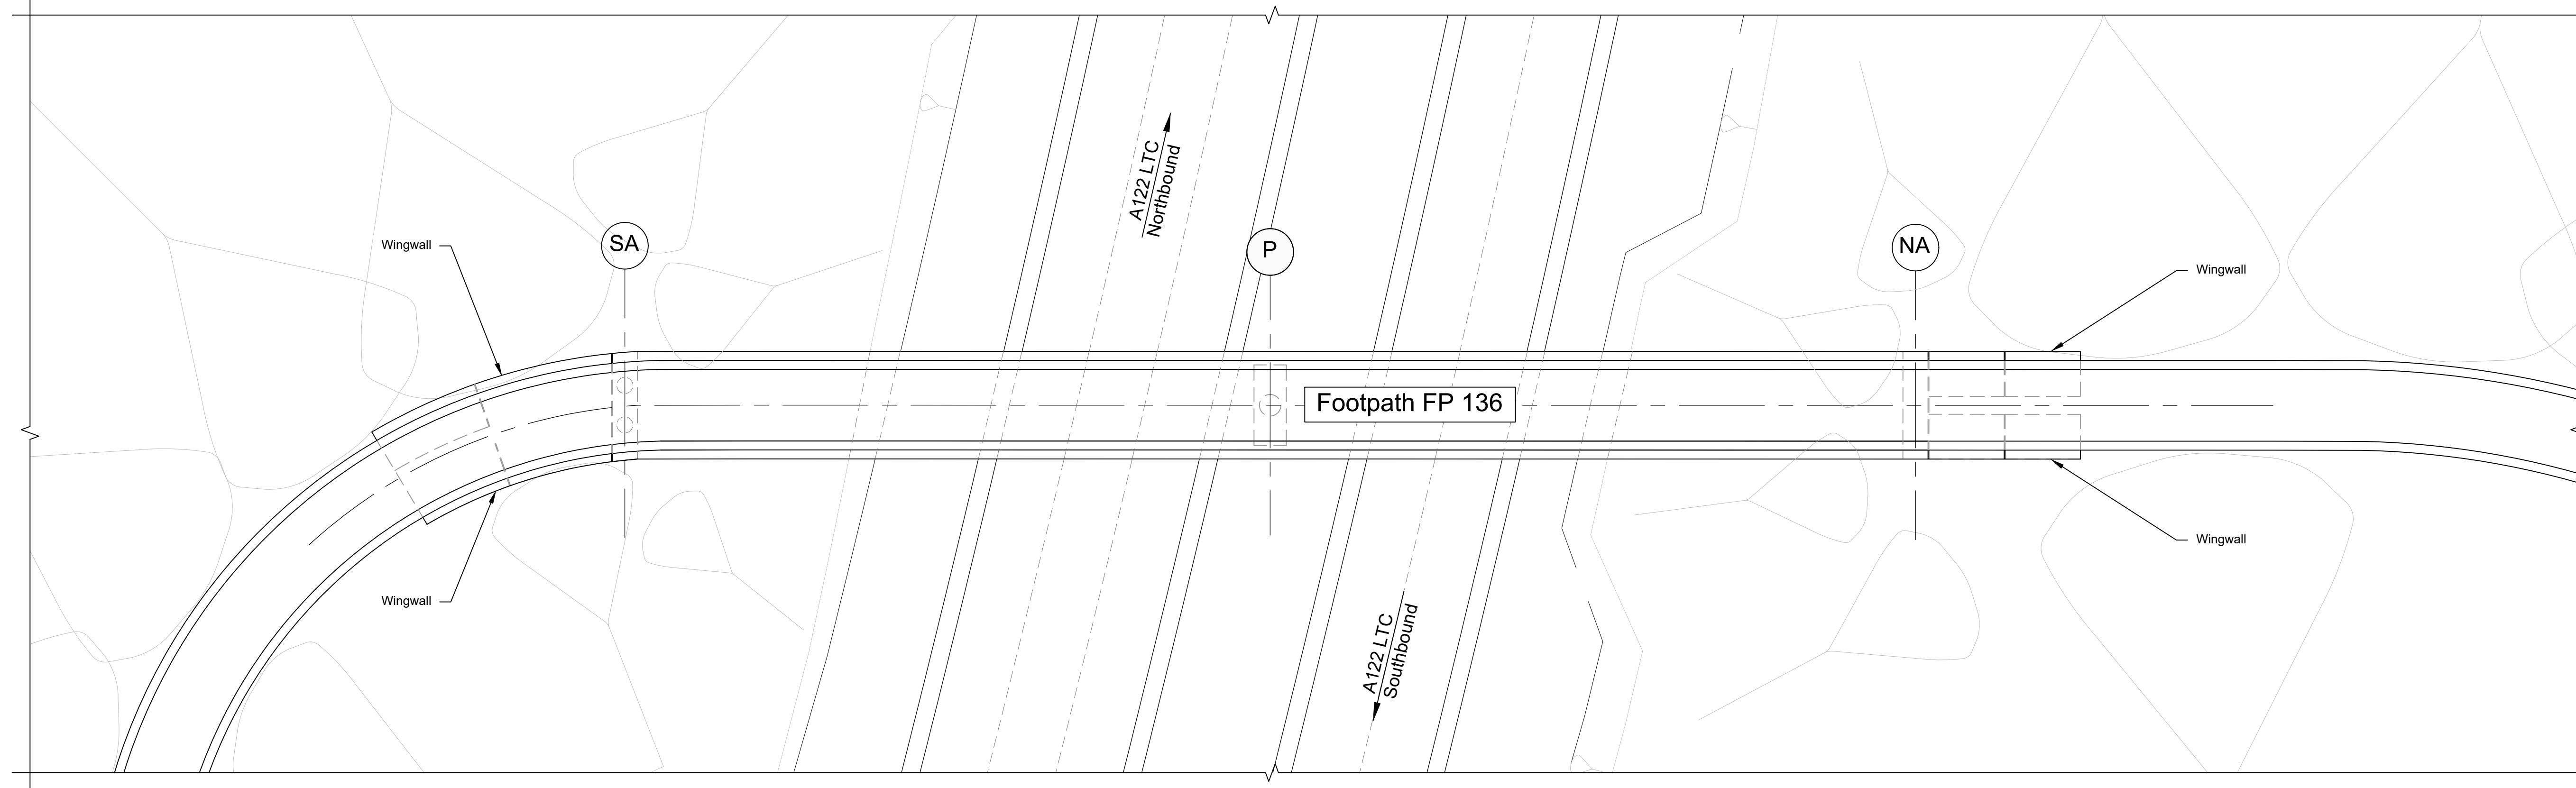 A122 LTC
Northbound
Wingwall
SA
P
NA
Wingwall
Footpath FP 136
Wingwall
Wingwall
A122 LTC
Southbound